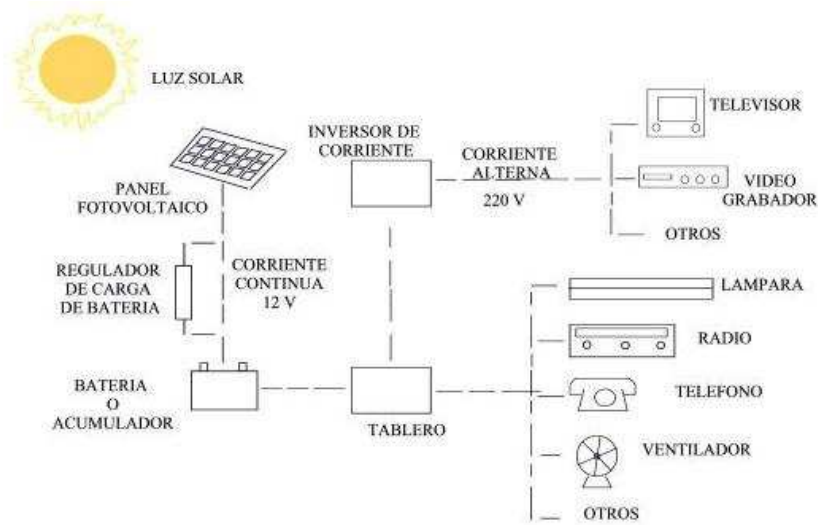 LUZ SOLAR
PANEL
FOTOVOLTAICO
INVERSOR DE
CORRIENTE
CORRIENTE
ALTERNA
220 V
TELEVISOR
VIDEO
GRABADOR
OTROS
REGULADOR
DE CARGA
DE BATERIA
CORRIENTE
CONTINUA
12 V
BATERIA
O
ACUMULADOR
TABLERO
LAMPARA
RADIO
TELEFONO
VENTILADOR
OTROS